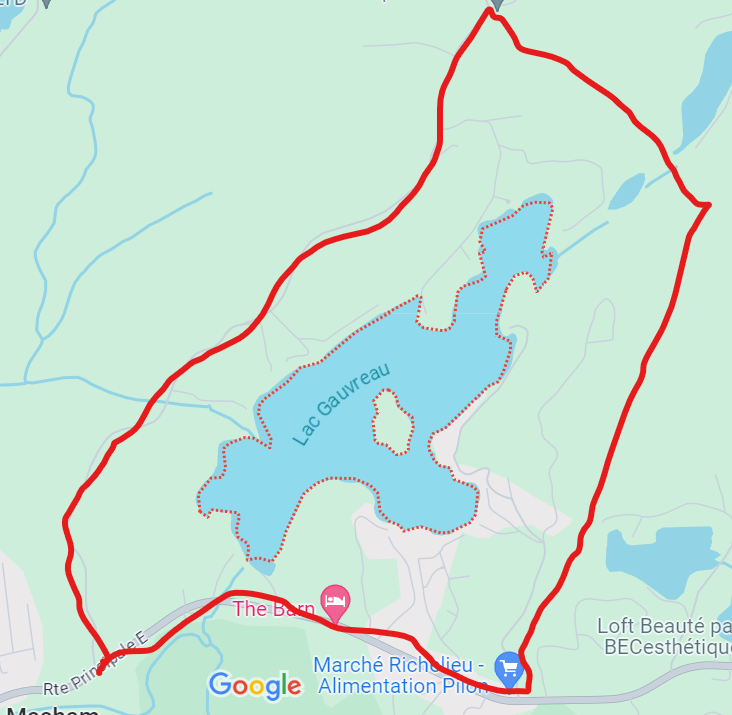 Lac Gauvreau
The Barn
Rte Principale E
Marché Richelieu -
Alimentation Pilon
Loft Beauté pa
BECesthétique
Google